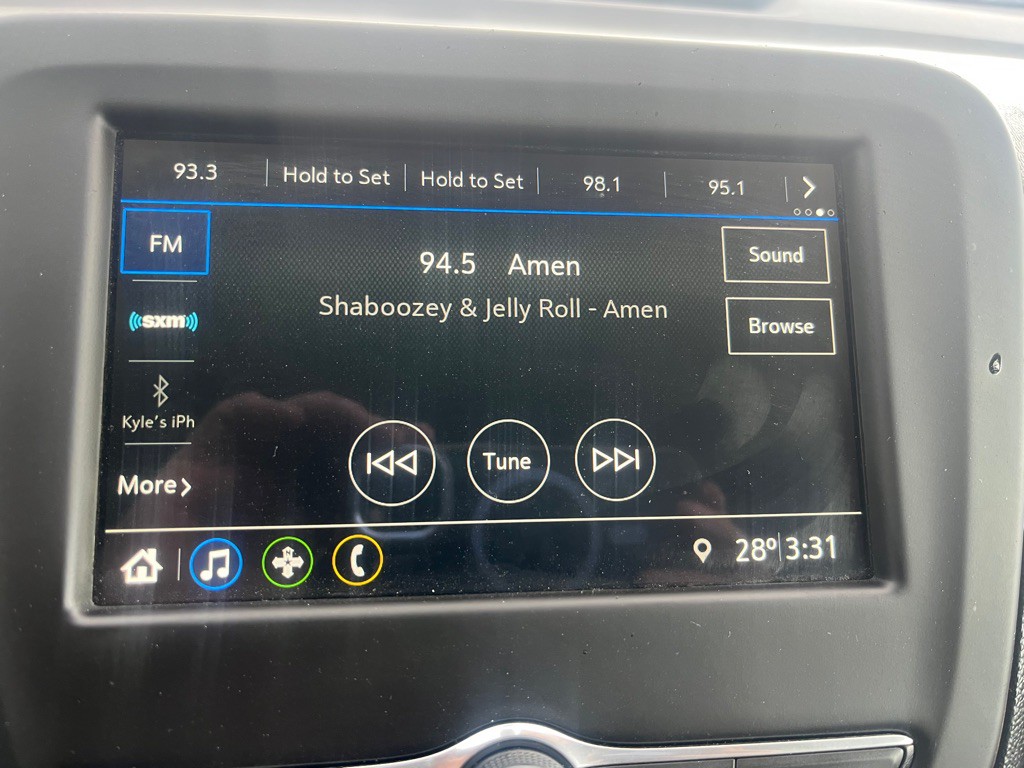 93.3 Hold to Set Hold to Set 98.1 95.1
FM
94.5 Amen
Sound
Shaboozey & Jelly Roll - Amen
((sxm))
Browse
Kyle's iPh
Tune
More
28° 3:31